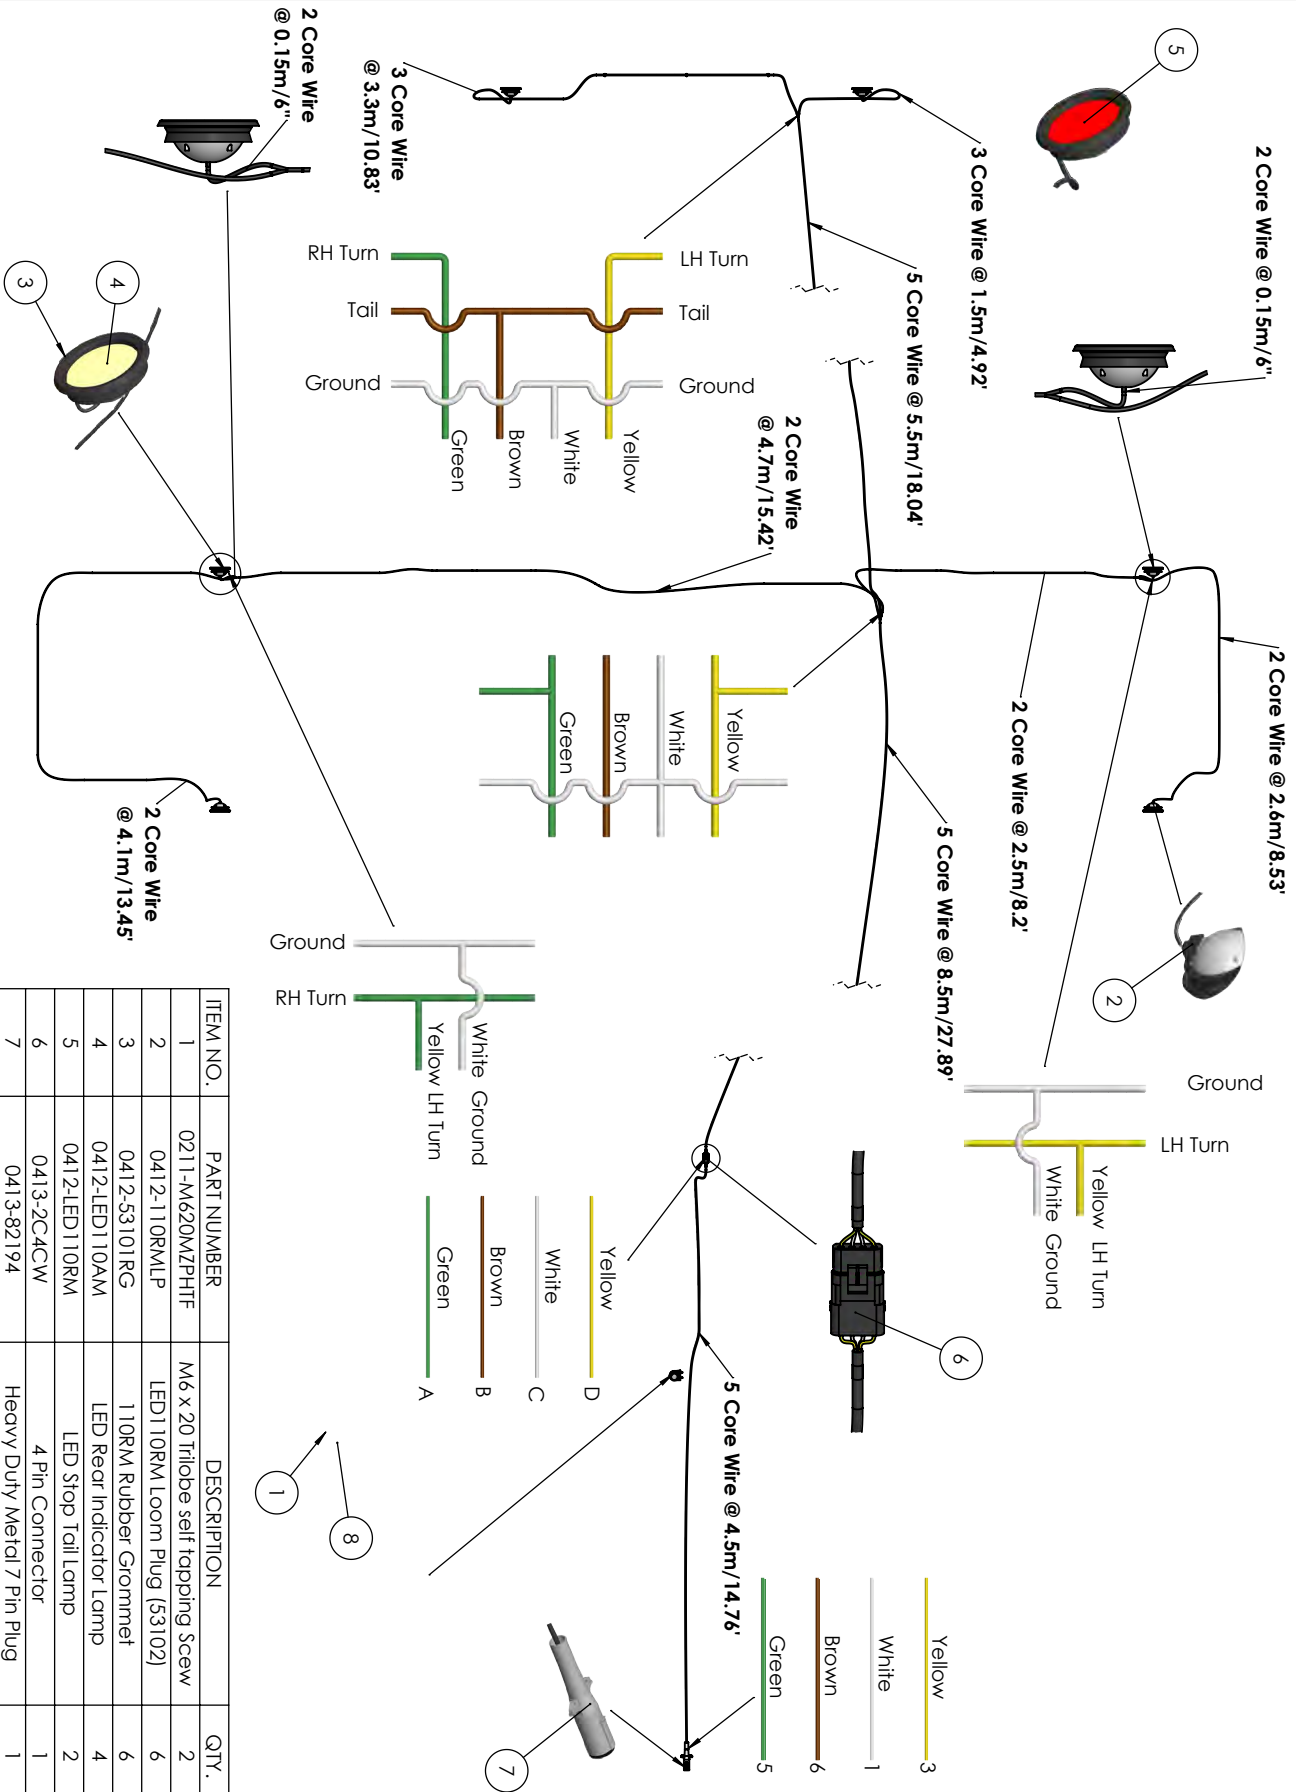 2 Core Wire
@ 0.15m/6"
3 Core Wire
@ 3.3m/10.83'
3 Core Wire @ 1.5m/4.92'
5
2 Core Wire @ 0.15m/6"
5 Core Wire @ 5.5m/18.04'
RH Turn
Tail
Ground
LH Turn
Tail
Ground
Green
Brown
White
Yellow
3
4
2 Core Wire
@ 4.7m/15.42'
2 Core Wire @ 2.5m/8.2'
2 Core Wire @ 2.6m/8.53'
Green
Brown
White
Yellow
5 Core Wire @ 8.5m/27.89'
2 Core Wire
@ 4.1m/13.45'
2
Ground
RH Turn
Yellow LH Turn
White Ground
Ground
LH Turn
Yellow LH Turn
White Ground
Yellow
D
White
C
Brown
B
Green
A
6
5 Core Wire @ 4.5m/14.76'
1
8
Yellow
3
White
1
Brown
6
Green
5
7
ITEM NO. PART NUMBER DESCRIPTION QTY.
1 0211-M620MZPHTF M6 x 20 Trilobe self tapping Scew 2
2 0412-110RMLP LED110RM Loom Plug (53102) 6
3 0412-53101RG 110RM Rubber Grommet 6
4 0412-LED110AM LED Rear Indicator Lamp 4
5 0412-LED110RM LED Stop Tail Lamp 2
6 0413-2C4CW 4 Pin Connector 1
7 0413-82194 Heavy Duty Metal 7 Pin Plug 1